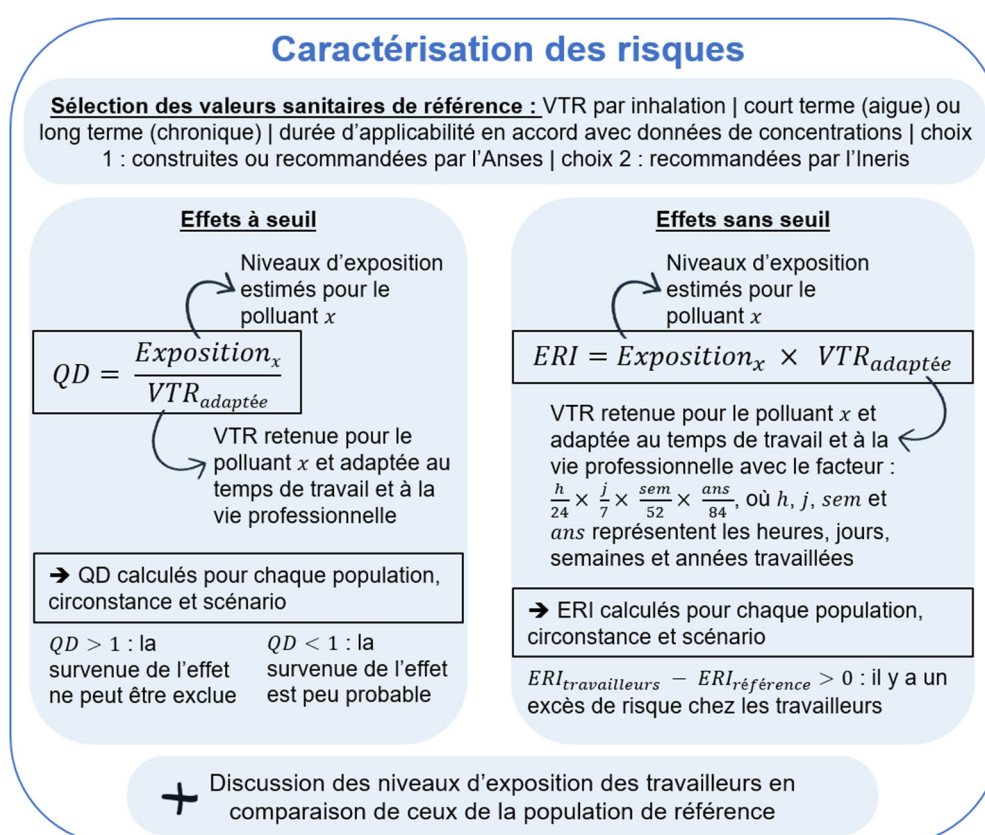 Caractérisation des risques
Sélection des valeurs sanitaires de référence : VTR par inhalation | court terme (aigue) ou
long terme (chronique) | durée d’applicabilité en accord avec données de concentrations | choix
1 : construites ou recommandées par l’Anses | choix 2 : recommandées par l’Ineris
Effets à seuil
Niveaux d’exposition
estimés pour le
polluant x
QD = Exposition_x / VTR_adaptée
VTR retenue pour le
polluant x et adaptée au
temps de travail et à la
vie professionnelle
➔ QD calculés pour chaque population,
circonstance et scénario
QD > 1 : la
survenue de l’effet
ne peut être exclue
QD < 1 : la
survenue de l’effet
est peu probable
Effets sans seuil
Niveaux d’exposition
estimés pour le
polluant x
ERI = Exposition_x × VTR_adaptée
VTR retenue pour le polluant x et
adaptée au temps de travail et à la
vie professionnelle avec le facteur :
h/24 × j/7 × sem/52 × ans/84, où h, j, sem et
ans représentent les heures, jours,
semaines et années travaillées
➔ ERI calculés pour chaque population,
circonstance et scénario
ERI_travailleurs − ERI_référence > 0 : il y a un
excès de risque chez les travailleurs
+ Discussion des niveaux d’exposition des travailleurs en
comparaison de ceux de la population de référence